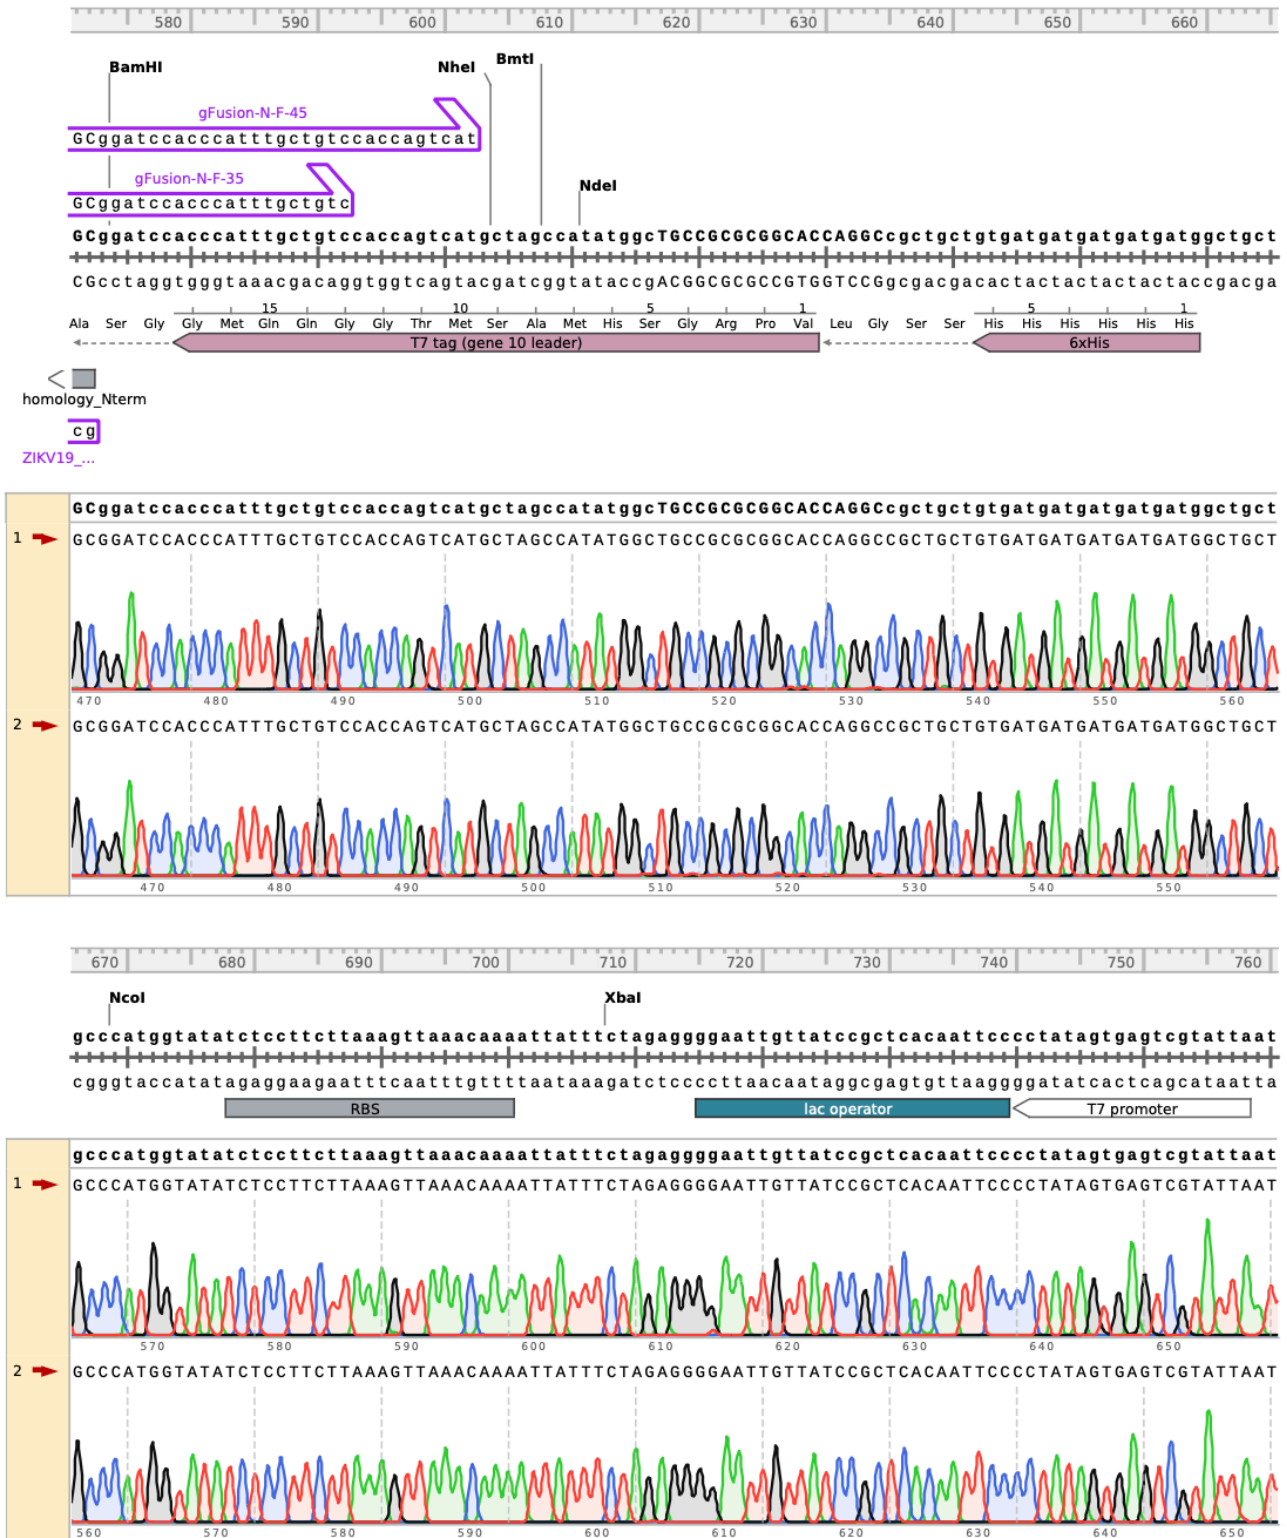 580 590 600 610 620 630 640 650 660
BamHI NheI BmtI
gFusion-N-F-45
GCggatccacccatttgctgtccaccagtcat
gFusion-N-F-35
GCggatccacccatttgctgtc
NdeI
GCggatccacccatttgctgtccaccagtcatgctagccatatggcTGCCGCGCGGCACCAGGCCgctgctgtgatgatgatgatgatggctgct
CGcctaggtgggtaaacgacaggtggtcagtacgatcggtataccgACGGCGCGCCGTGGTCCGGcgacgacactactactactactaccgacga
15 10 5 1 5 1
Ala Ser Gly Gly Met Gln Gln Gly Gly Thr Met Ser Ala Met His Ser Gly Arg Pro Val Leu Gly Ser Ser His His His His His His
T7 tag (gene 10 leader) 6xHis
homology_Nterm
cg
ZIKV19_...
GCggatccacccatttgctgtccaccagtcatgctagccatatggcTGCCGCGCGGCACCAGGCCgctgctgtgatgatgatgatgatggctgct
1 GCGGATCCACCCATTTGCTGTCCACCAGTCATGCTAGCCATATGGCTGCCGCGCGGCACCAGGCCGCTGCTGTGATGATGATGATGATGGCTGCT
470 480 490 500 510 520 530 540 550 560
2 GCGGATCCACCCATTTGCTGTCCACCAGTCATGCTAGCCATATGGCTGCCGCGCGGCACCAGGCCGCTGCTGTGATGATGATGATGATGGCTGCT
470 480 490 500 510 520 530 540 550
670 680 690 700 710 720 730 740 750 760
NcoI XbaI
gcccatggtatatctccttcttaaagttaaacaaaattatttctagaggggaattgttatccgctcacaattcccctatagtgagtcgtattaat
cgggtaccatatagaggaagaatttcaatttgttttaataaagatctccccttaacaataggcgagtgttaaggggatatcactcagcataatta
RBS lac operator T7 promoter
gcccatggtatatctccttcttaaagttaaacaaaattatttctagaggggaattgttatccgctcacaattcccctatagtgagtcgtattaat
1 GCCCATGGTATATCTCCTTCTTAAAGTTAAACAAAATTATTTCTAGAGGGGAATTGTTATCCGCTCACAATTCCCCTATAGTGAGTCGTATTAAT
570 580 590 600 610 620 630 640 650
2 GCCCATGGTATATCTCCTTCTTAAAGTTAAACAAAATTATTTCTAGAGGGGAATTGTTATCCGCTCACAATTCCCCTATAGTGAGTCGTATTAAT
560 570 580 590 600 610 620 630 640 650